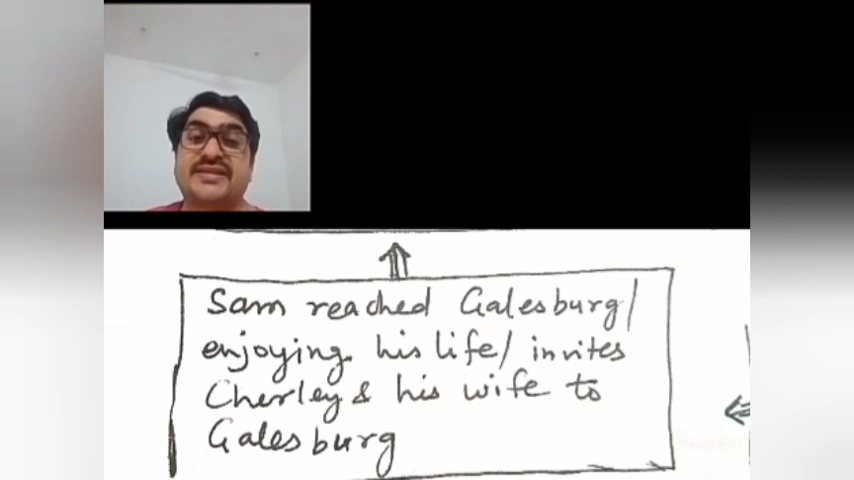 Sam reached Galesburg/
enjoying his life/ invites
Cherley & his wife to
Galesburg